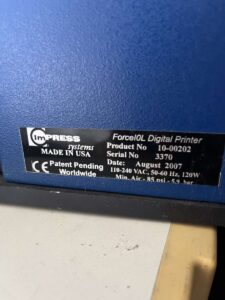 ImPRESS
systems
MADE IN USA
CE Patent Pending
Worldwide
Force10L Digital Printer
Product No 10-00202
Serial No 3370
Date: August 2007
110-240 VAC, 50-60 Hz, 120W
Min. Air - 85 psi - 5.9 bar